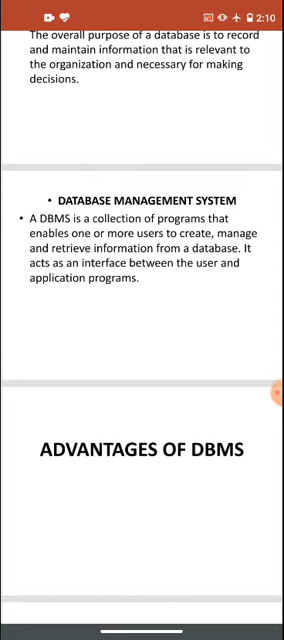 2:10
The overall purpose of a database is to record
and maintain information that is relevant to
the organization and necessary for making
decisions.
• DATABASE MANAGEMENT SYSTEM
• A DBMS is a collection of programs that
enables one or more users to create, manage
and retrieve information from a database. It
acts as an interface between the user and
application programs.
ADVANTAGES OF DBMS